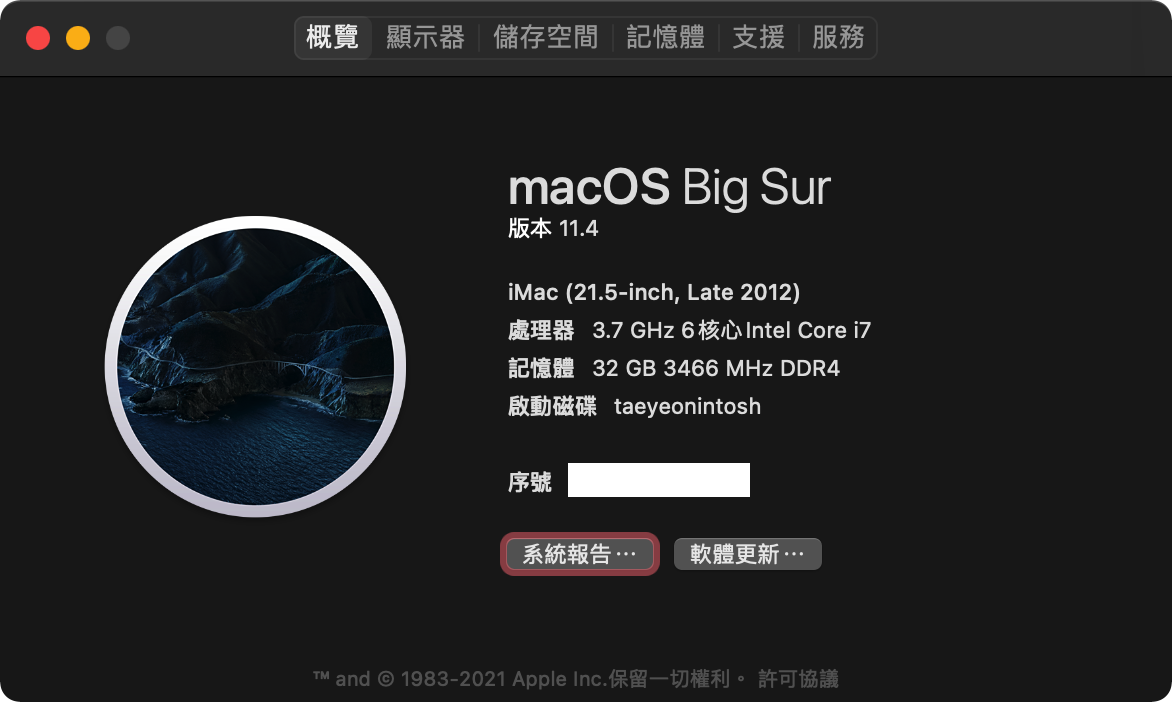 概覽 顯示器 儲存空間 記憶體 支援 服務
macOS Big Sur
版本 11.4
iMac (21.5-inch, Late 2012)
處理器 3.7 GHz 6核心Intel Core i7
記憶體 32 GB 3466 MHz DDR4
啟動磁碟 taeyeonintosh
序號
系統報告⋯ 軟體更新⋯
™ and © 1983-2021 Apple Inc.保留一切權利。 許可協議